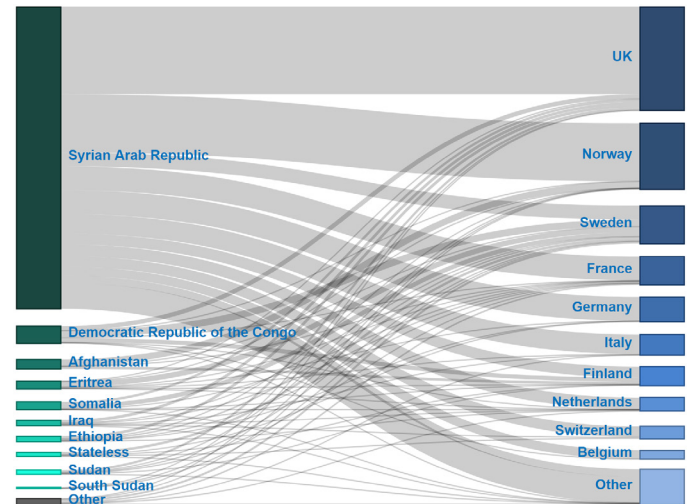 Syrian Arab Republic
Democratic Republic of the Congo
Afghanistan
Eritrea
Somalia
Iraq
Ethiopia
Stateless
Sudan
South Sudan
Other
UK
Norway
Sweden
France
Germany
Italy
Finland
Netherlands
Switzerland
Belgium
Other